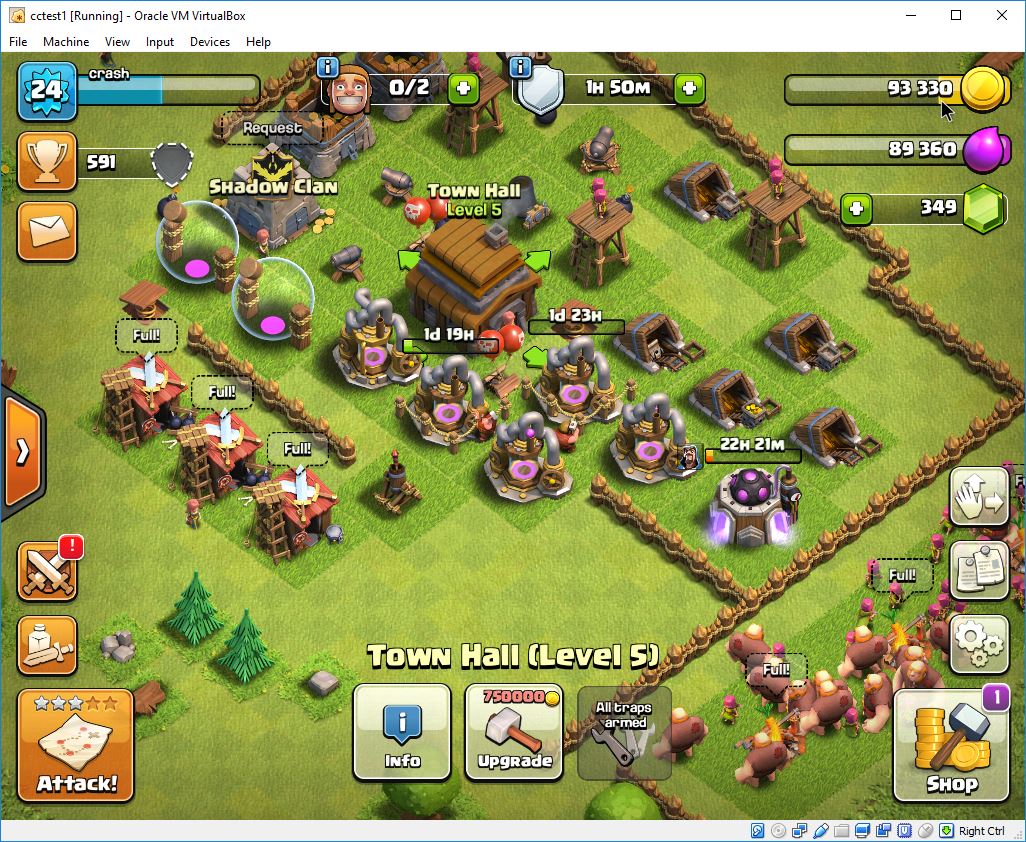 cctest1 [Running] - Oracle VM VirtualBox
File Machine View Input Devices Help
24
crash
0/2
1h 50m
93 330
Request
591
89 360
Shadow Clan
Town Hall
Level 5
349
1d 23h
Full!
1d 19h
Full!
Full!
22h 21m
!
Full!
Town Hall (Level 5)
Full!
1
750000
All traps
armed
Info
Upgrade
Attack!
Shop
Right Ctrl